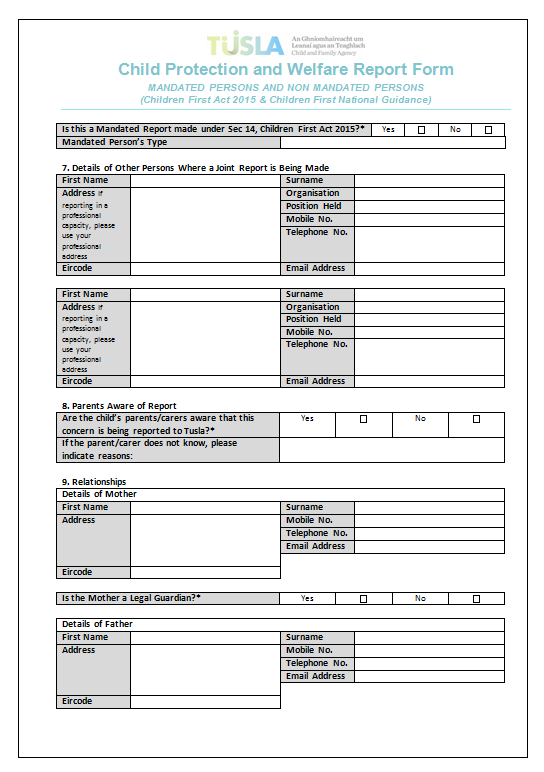 TUSLA An Ghníomhaireacht um
Leanaí agus an Teaghlach
Child and Family Agency
Child Protection and Welfare Report Form
MANDATED PERSONS AND NON MANDATED PERSONS
(Children First Act 2015 & Children First National Guidance)
Is this a Mandated Report made under Sec 14, Children First Act 2015?* Yes ☐ No ☐
Mandated Person's Type
7. Details of Other Persons Where a Joint Report is Being Made
First Name Surname
Address If Organisation
reporting in a Position Held
professional Mobile No.
capacity, please Telephone No.
use your
professional
address
Eircode Email Address
First Name Surname
Address If Organisation
reporting in a Position Held
professional Mobile No.
capacity, please Telephone No.
use your
professional
address
Eircode Email Address
8. Parents Aware of Report
Are the child's parents/carers aware that this Yes ☐ No ☐
concern is being reported to Tusla?*
If the parent/carer does not know, please
indicate reasons:
9. Relationships
Details of Mother
First Name Surname
Address Mobile No.
Telephone No.
Email Address
Eircode
Is the Mother a Legal Guardian?* Yes ☐ No ☐
Details of Father
First Name Surname
Address Mobile No.
Telephone No.
Email Address
Eircode